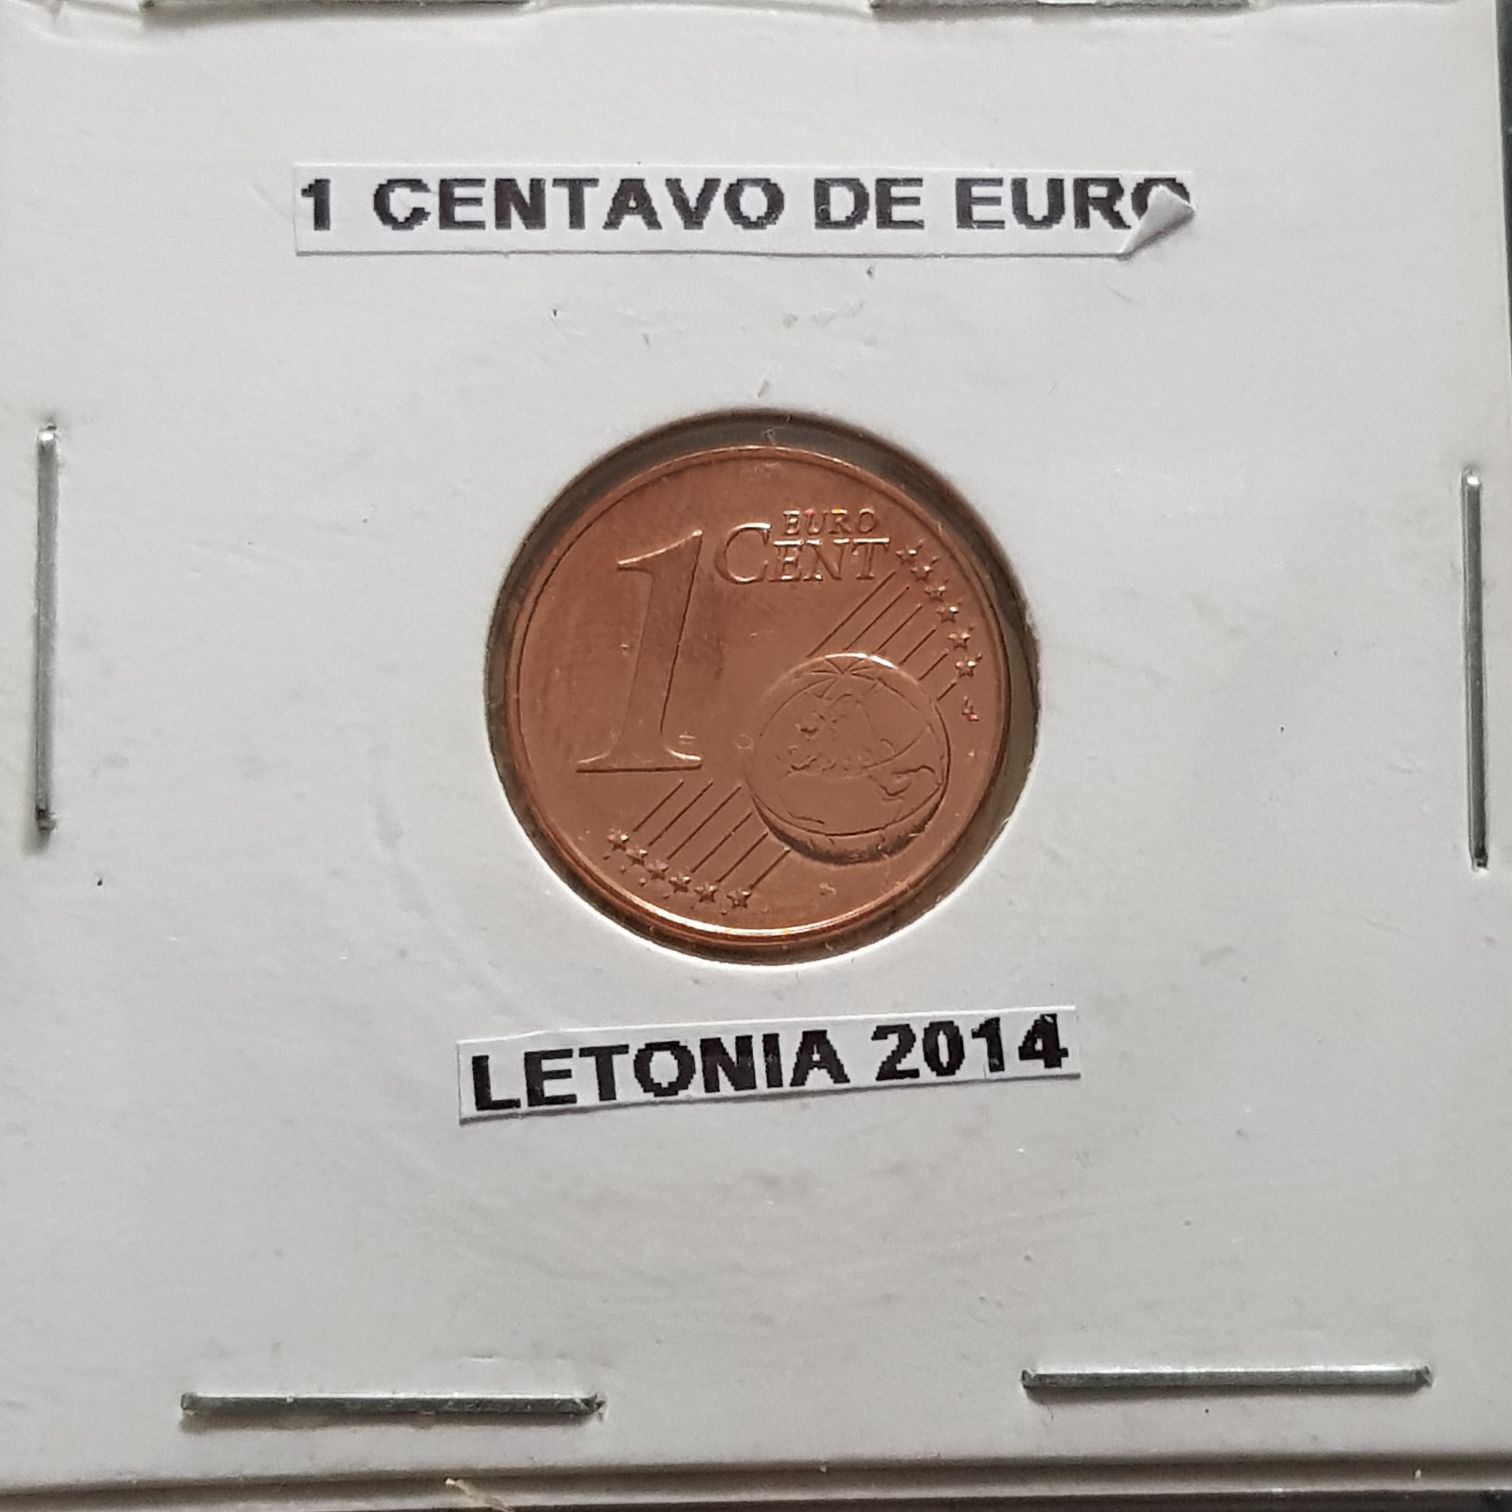 1 CENTAVO DE EURO
1 EURO
CENT
LETONIA 2014